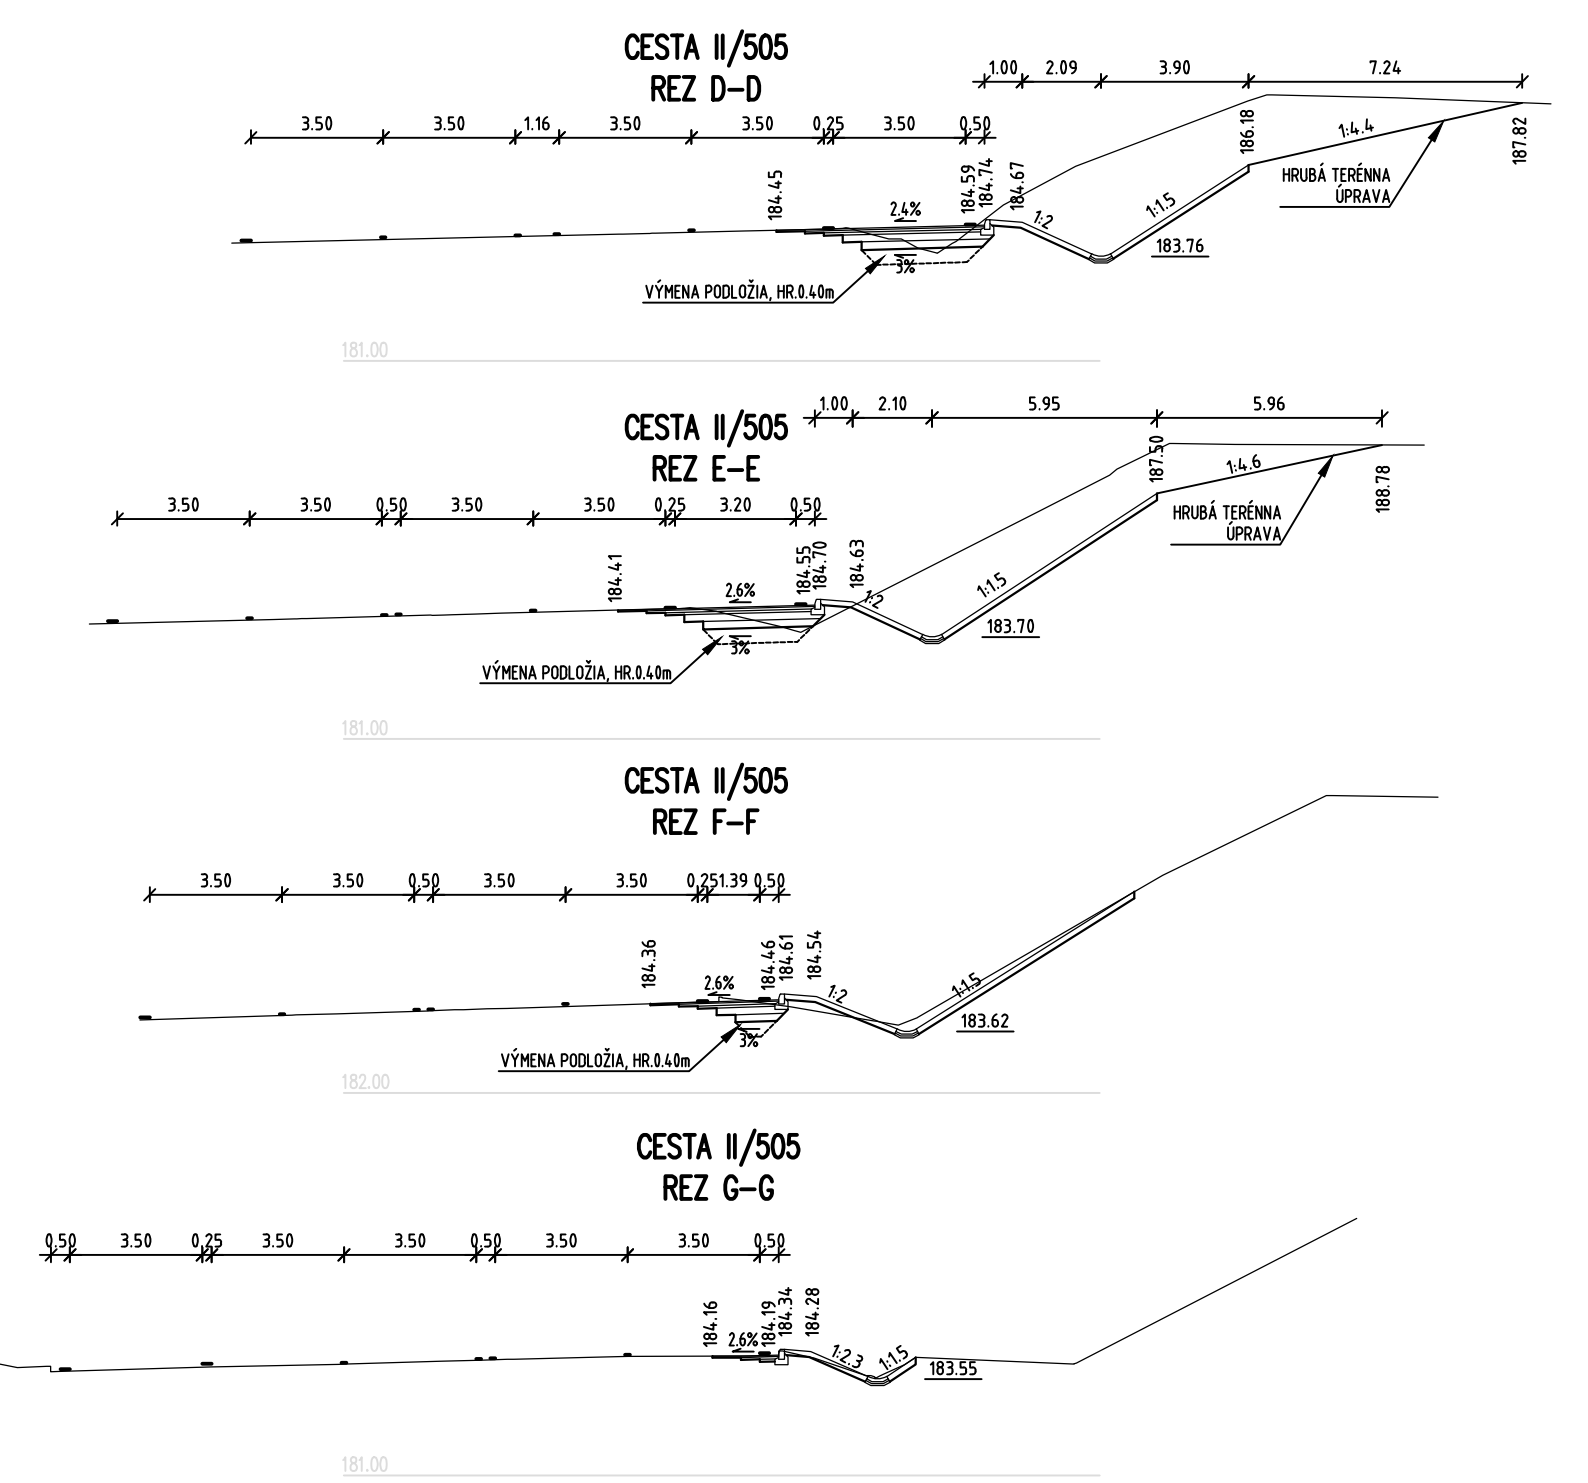 CESTA II/505
REZ D-D
1.00 2.09 3.90 7.24
3.50 3.50 1.16 3.50 3.50 0.25 3.50 0.50
184.45 184.59 184.74 184.67 186.18 187.82
2.4%
3%
1:2
1:1.5
1:4.4
HRUBÁ TERÉNNA
ÚPRAVA
183.76
VÝMENA PODLOŽIA, HR.0.40m
181.00
CESTA II/505
REZ E-E
1.00 2.10 5.95 5.96
3.50 3.50 0.50 3.50 3.50 0.25 3.20 0.50
184.41 184.55 184.70 184.63 187.50 188.78
2.6%
3%
1:2
1:1.5
1:4.6
HRUBÁ TERÉNNA
ÚPRAVA
183.70
VÝMENA PODLOŽIA, HR.0.40m
181.00
CESTA II/505
REZ F-F
3.50 3.50 0.50 3.50 3.50 0.25 1.39 0.50
184.36 184.46 184.61 184.54
2.6%
3%
1:2
1:1.5
183.62
VÝMENA PODLOŽIA, HR.0.40m
182.00
CESTA II/505
REZ G-G
0.50 3.50 0.25 3.50 3.50 0.50 3.50 3.50 0.50
184.16 184.19 184.34 184.28
2.6%
1:2.3
1:1.5
183.55
181.00